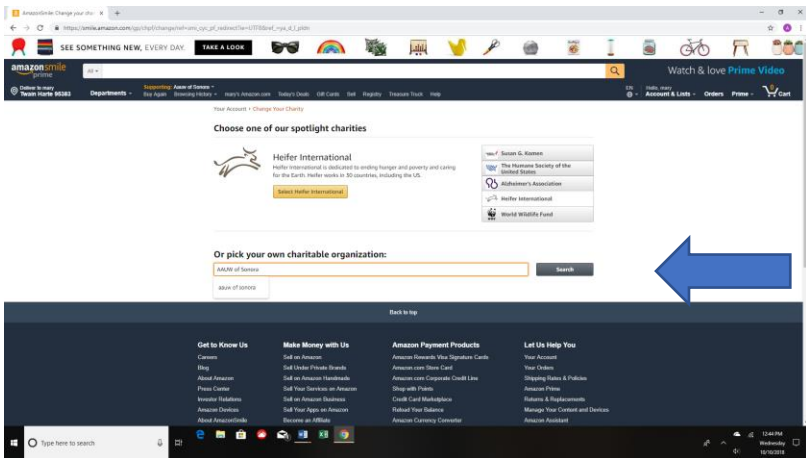 AmazonSmile: Change your cha
https://smile.amazon.com/gp/chpf/change/ref=smi_cyc_pf_redirect?ie=UTF8&ref_=ya_d_l_ptdn
SEE SOMETHING NEW, EVERY DAY. TAKE A LOOK
amazonsmile
prime
All
Watch & love Prime Video
Deliver to mary
Twain Harte 95383
Departments
Supporting: Aauw of Sonora
Buy Again Browsing History mary's Amazon.com Today's Deals Gift Cards Sell Registry Treasure Truck Help
EN
Hello, mary
Account & Lists Orders Prime Cart
0
Your Account › Change Your Charity
Choose one of our spotlight charities
Heifer International
Heifer International is dedicated to ending hunger and poverty and caring
for the Earth. Heifer works in 30 countries, including the US.
Select Heifer International
Susan G. Komen
The Humane Society of the
United States
Alzheimer's Association
Heifer International
World Wildlife Fund
Or pick your own charitable organization:
AAUW of Sonora
Search
aauw of sonora
Back to top
Get to Know Us
Careers
Blog
About Amazon
Press Center
Investor Relations
Amazon Devices
About AmazonSmile
Make Money with Us
Sell on Amazon
Sell Under Private Brands
Sell on Amazon Handmade
Sell Your Services on Amazon
Sell on Amazon Business
Sell Your Apps on Amazon
Become an Affiliate
Amazon Payment Products
Amazon Rewards Visa Signature Cards
Amazon.com Store Card
Amazon.com Corporate Credit Line
Shop with Points
Credit Card Marketplace
Reload Your Balance
Amazon Currency Converter
Let Us Help You
Your Account
Your Orders
Shipping Rates & Policies
Amazon Prime
Returns & Replacements
Manage Your Content and Devices
Amazon Assistant
Type here to search
12:44 PM
Wednesday
10/10/2018